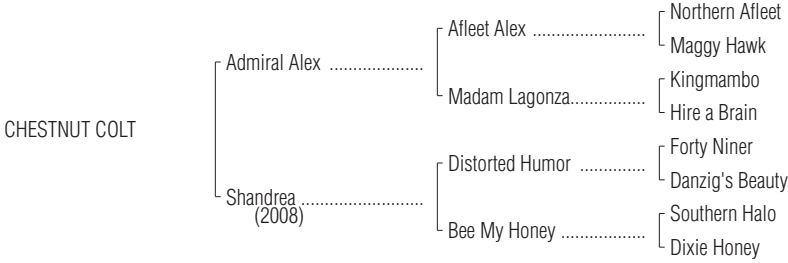 Northern Afleet
Afleet Alex ........................
Maggy Hawk
Admiral Alex ....................
Kingmambo
Madam Lagonza................
Hire a Brain
CHESTNUT COLT
Forty Niner
Distorted Humor ..............
Danzig's Beauty
Shandrea ..........................
(2008)
Southern Halo
Bee My Honey ..................
Dixie Honey